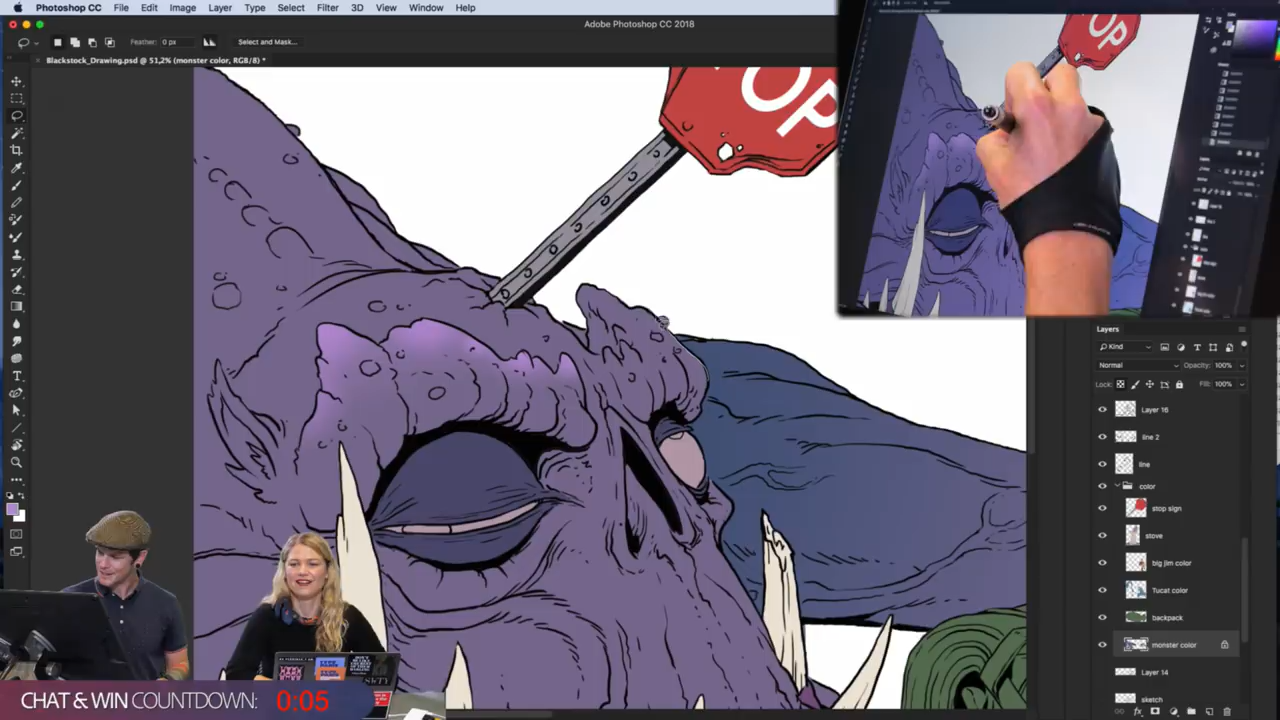 Photoshop CC File Edit Image Layer Type Select Filter 3D View Window Help
Adobe Photoshop CC 2018
Feather: 0 px Select and Mask...
Blackstock_Drawing.psd @ 51,2% (monster color, RGB/8) *
OP
OP
Layers
Kind
Normal Opacity: 100%
Lock: Fill: 100%
Layer 16
line 2
line
color
stop sign
stove
big jim color
Tucat color
backpack
monster color
Layer 14
sketch
CHAT & WIN COUNTDOWN: 0:05